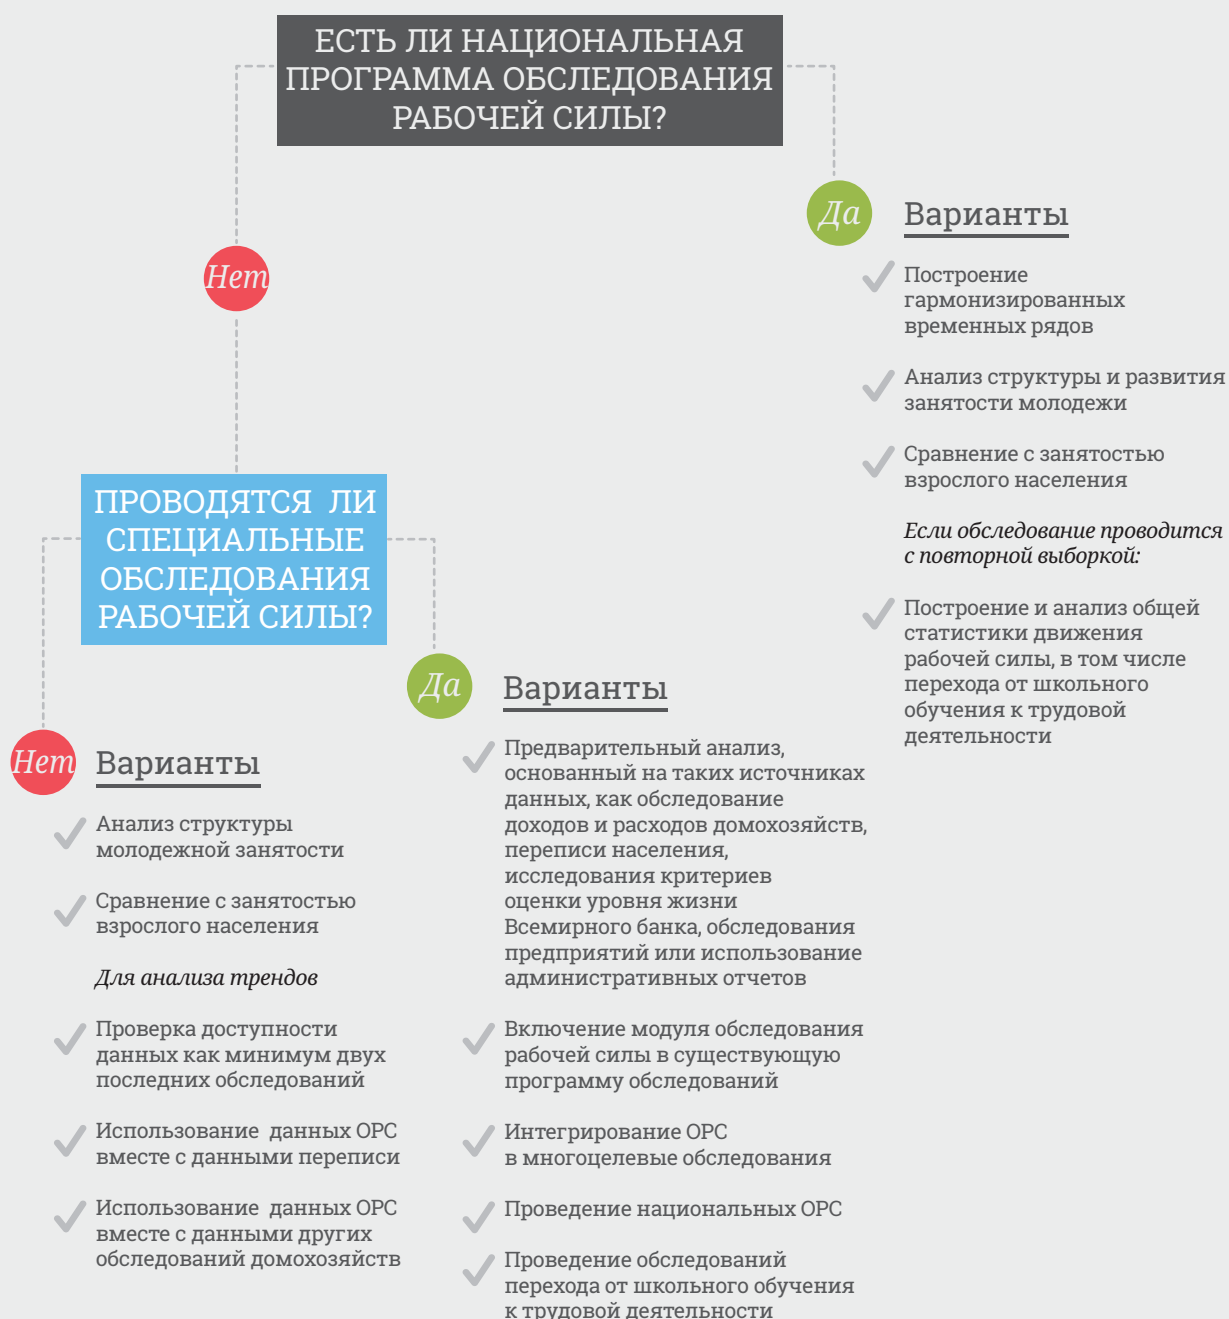 ЕСТЬ ЛИ НАЦИОНАЛЬНАЯ
ПРОГРАММА ОБСЛЕДОВАНИЯ
РАБОЧЕЙ СИЛЫ?
Да
Варианты
Построение
гармонизированных
временных рядов
Анализ структуры и развития
занятости молодежи
Сравнение с занятостью
взрослого населения
Если обследование проводится
с повторной выборкой:
Построение и анализ общей
статистики движения
рабочей силы, в том числе
перехода от школьного
обучения к трудовой
деятельности
Нет
ПРОВОДЯТСЯ ЛИ
СПЕЦИАЛЬНЫЕ
ОБСЛЕДОВАНИЯ
РАБОЧЕЙ СИЛЫ?
Да
Варианты
Предварительный анализ,
основанный на таких источниках
данных, как обследование
доходов и расходов домохозяйств,
переписи населения,
исследования критериев
оценки уровня жизни
Всемирного банка, обследования
предприятий или использование
административных отчетов
Включение модуля обследования
рабочей силы в существующую
программу обследований
Интегрирование ОРС
в многоцелевые обследования
Проведение национальных ОРС
Проведение обследований
перехода от школьного обучения
к трудовой деятельности
Нет
Варианты
Анализ структуры
молодежной занятости
Сравнение с занятостью
взрослого населения
Для анализа трендов
Проверка доступности
данных как минимум двух
последних обследований
Использование данных ОРС
вместе с данными переписи
Использование данных ОРС
вместе с данными других
обследований домохозяйств